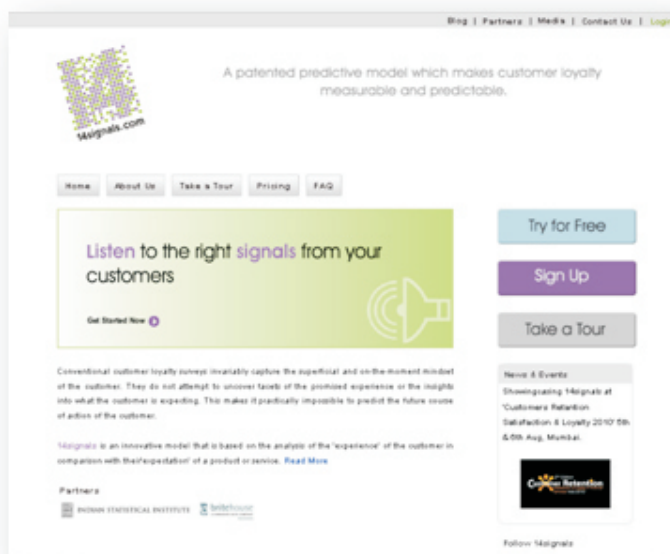 Blog | Partners | Media | Contact Us | Login
14signals.com
A patented predictive model which makes customer loyalty
measurable and predictable.
Home About Us Take a Tour Pricing FAQ
Listen to the right signals from your
customers
Get Started Now
Try for Free
Sign Up
Take a Tour
Conventional customer loyalty surveys invariably capture the superficial and on-the-moment mindset
of the customer. They do not attempt to uncover facets of the promised experience or the insights
into what the customer is expecting. This makes it practically impossible to predict the future course
of action of the customer.
14signals is an innovative model that is based on the analysis of the 'experience' of the customer in
comparison with their'expectation' of a product or service. Read More
Partners
INDIAN STATISTICAL INSTITUTE britehouse
News & Events
Showingcasing 14signals at
'Customers Retention
Satisfaction & Loyalty 2010' 5th
& 6th Aug, Mumbai.
Customer Retention
Follow 14signals